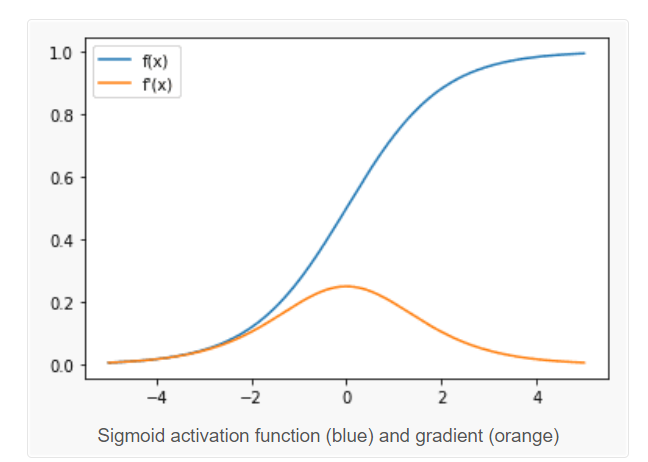 1.0
f(x)
f'(x)
0.8
0.6
0.4
0.2
0.0
−4 −2 0 2 4
Sigmoid activation function (blue) and gradient (orange)